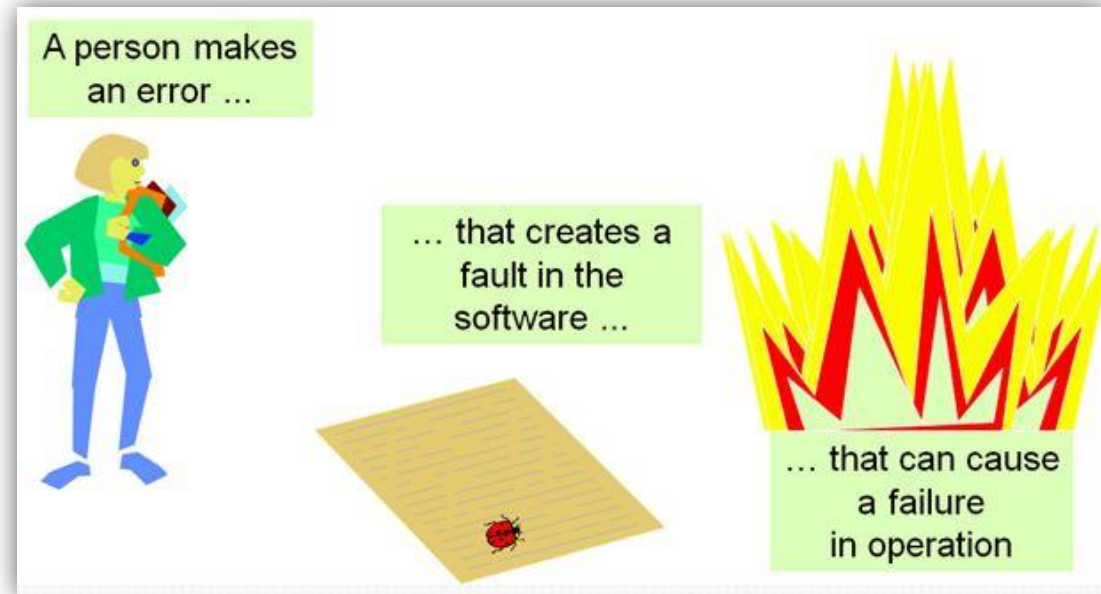 A person makes
an error ...
... that creates a
fault in the
software ...
... that can cause
a failure
in operation